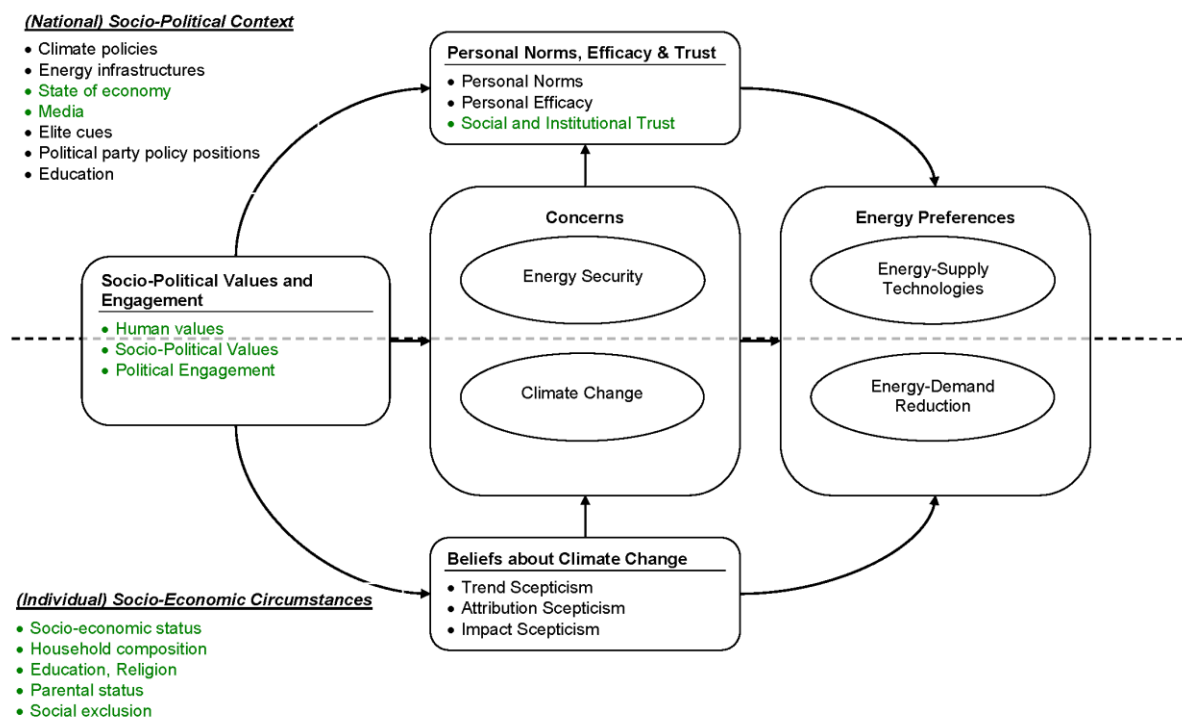 (National) Socio-Political Context
• Climate policies
• Energy infrastructures
• State of economy
• Media
• Elite cues
• Political party policy positions
• Education
Personal Norms, Efficacy & Trust
• Personal Norms
• Personal Efficacy
• Social and Institutional Trust
Socio-Political Values and
Engagement
• Human values
• Socio-Political Values
• Political Engagement
Concerns
Energy Security
Climate Change
Energy Preferences
Energy-Supply
Technologies
Energy-Demand
Reduction
Beliefs about Climate Change
• Trend Scepticism
• Attribution Scepticism
• Impact Scepticism
(Individual) Socio-Economic Circumstances
• Socio-economic status
• Household composition
• Education, Religion
• Parental status
• Social exclusion